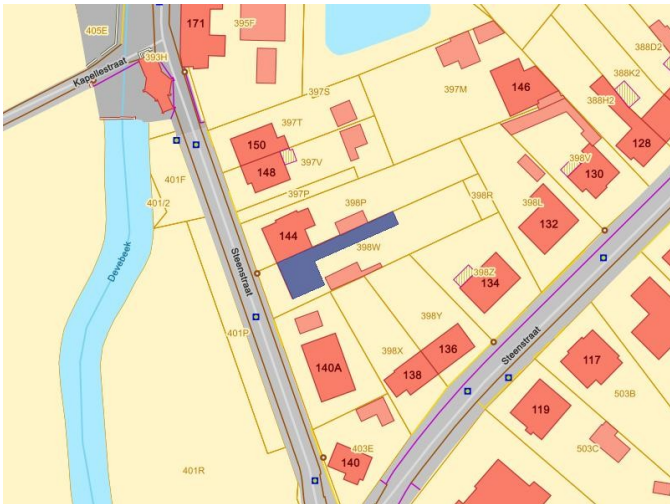 171
395F
405E
393H
388D2
Kapellestraat
388K2
397S
397M
146
388H2
397T
128
150
397V
148
398V
401F
130
397P
398R
401/2
398P
398L
132
144
398W
Steenstraat
Devebeek
398Z
134
398Y
401P
136
Steenstraat
398X
117
140A
138
503B
119
403E
140
503C
401R